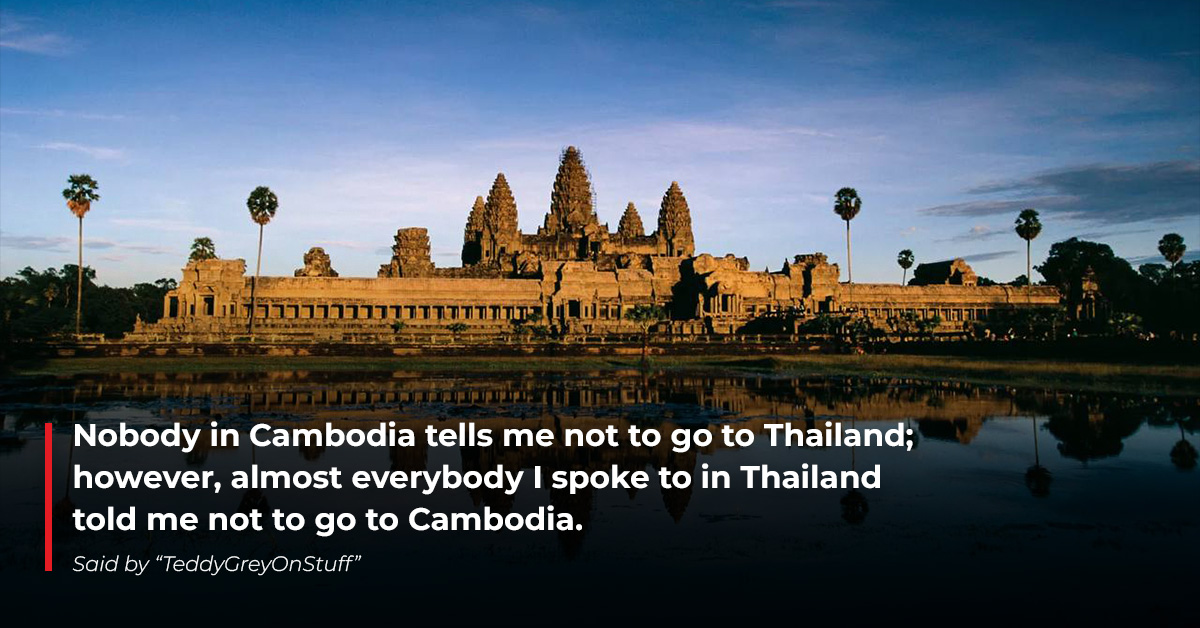 Nobody in Cambodia tells me not to go to Thailand;
however, almost everybody I spoke to in Thailand
told me not to go to Cambodia.
Said by “TeddyGreyOnStuff”